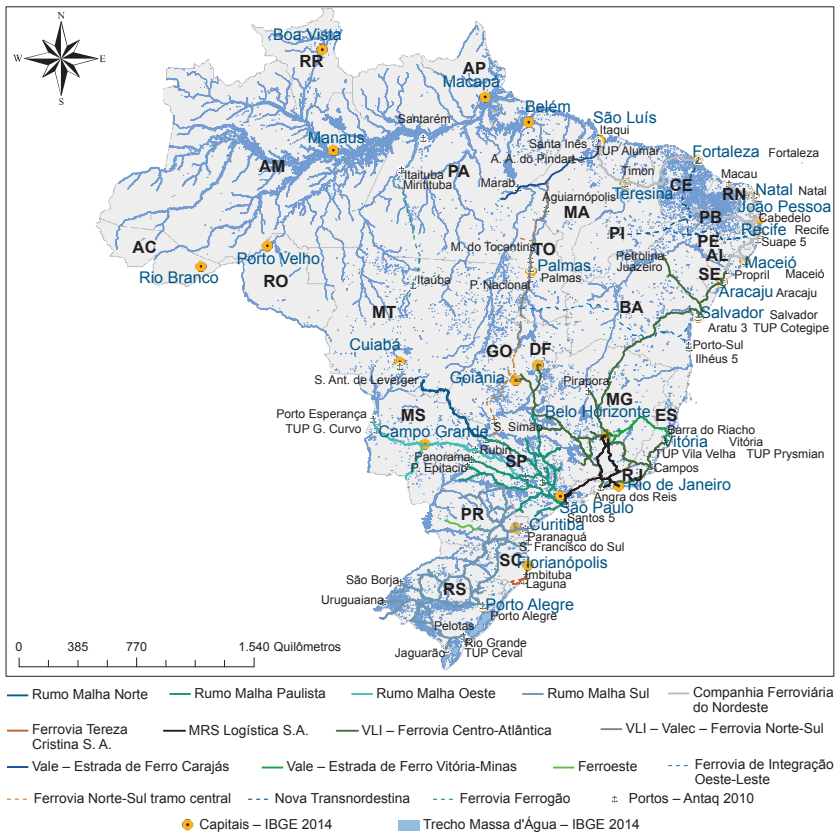 N
W E
S
Boa Vista
RR
AP
Macapá
Belém
São Luís
Itaqui
Santarém
Manaus
Santa Inês
TUP Alumar
Fortaleza Fortaleza
AM
PA
A. A. do Pindar
Timon
Itaituba
Miritituba
Marab
Teresina
CE
Macau
RN
Natal Natal
Aguiarnópolis
MA
João Pessoa
PB
Cabedelo
AC
PI
Recife Recife
PE
Suape 5
M. do Tocantins
TO
Porto Velho
Palmas
Palmas
Petrolina
Juazeiro
AL
Maceió
Rio Branco
RO
Itaúba
P. Nacional
SE
Propril Maceió
Aracaju Aracaju
MT
BA
Salvador Salvador
Aratu 3 TUP Cotegipe
Cuiabá
GO
DF
Porto-Sul
Ilhéus 5
S. Ant. de Leverger
Goiânia
Pirapora
MG
MS
Porto Esperança
TUP G. Curvo
Belo Horizonte
ES
Campo Grande
S. Simão
Barra do Riacho
Vitória Vitória
Rubin
TUP Vila Velha TUP Prysmian
Panorama
P. Epitacio
SP
Campos
RJ
Rio de Janeiro
Angra dos Reis
São Paulo
PR
Santos 5
Curitiba
Paranaguá
S. Francisco do Sul
SC
Florianópolis
Imbituba
Laguna
São Borja
RS
Uruguaiana
Porto Alegre
Porto Alegre
Pelotas
Rio Grande
Jaguarão TUP Ceval
0 385 770 1.540 Quilômetros
Rumo Malha Norte Rumo Malha Paulista Rumo Malha Oeste Rumo Malha Sul Companhia Ferroviária
do Nordeste
Ferrovia Tereza
Cristina S. A.
MRS Logística S.A. VLI – Ferrovia Centro-Atlântica VLI – Valec – Ferrovia Norte-Sul
Vale – Estrada de Ferro Carajás Vale – Estrada de Ferro Vitória-Minas Ferroeste Ferrovia de Integração
Oeste-Leste
Ferrovia Norte-Sul tramo central Nova Transnordestina Ferrovia Ferrogão Portos – Antaq 2010
Capitais – IBGE 2014 Trecho Massa d'Água – IBGE 2014